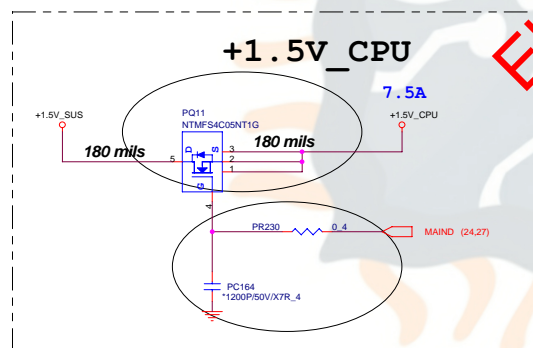 +1.5V_CPU
7.5A
+1.5V_SUS
PQ11
NTMFS4C05NT1G
+1.5V_CPU
180 mils
180 mils
D
S
G
5
3
2
1
4
PR230
0_4
MAIND (24,27)
PC164
*1200P/50V/X7R_4